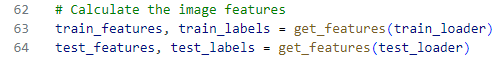 62 # Calculate the image features
63 train_features, train_labels = get_features(train_loader)
64 test_features, test_labels = get_features(test_loader)